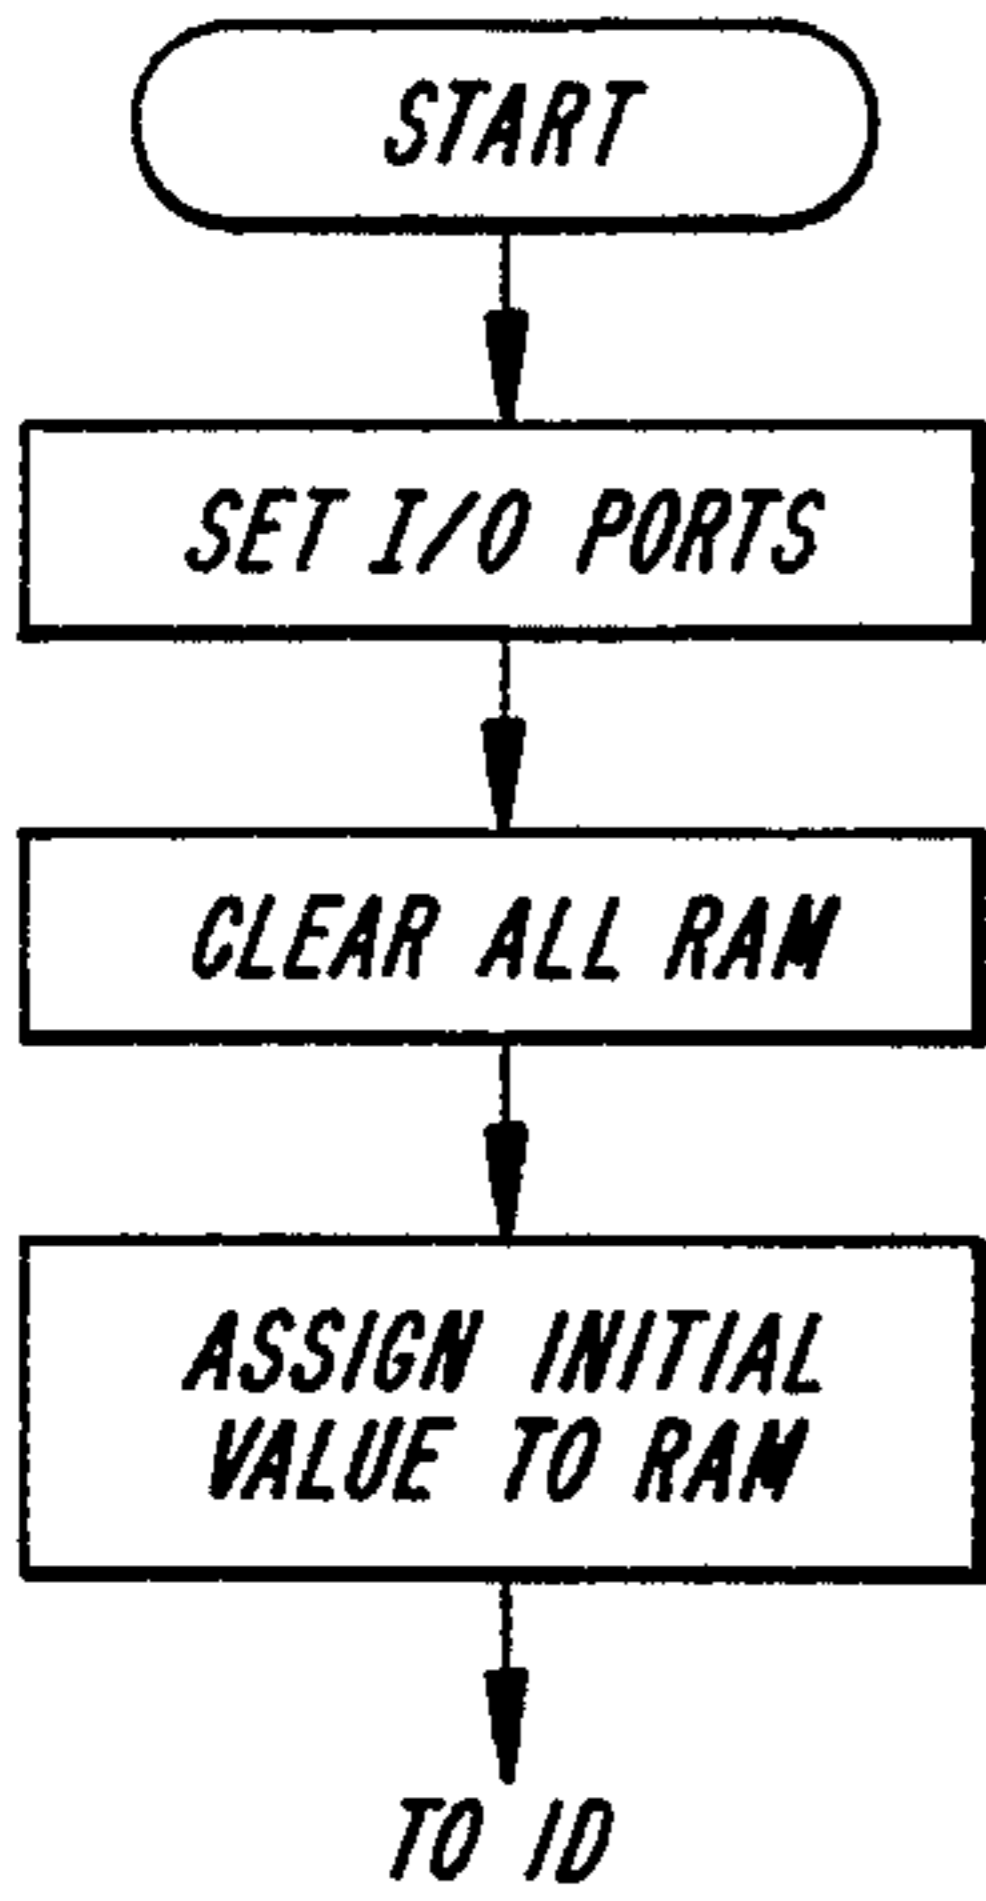 START
SET I/O PORTS
CLEAR ALL RAM
ASSIGN INITIAL
VALUE TO RAM
TO ID